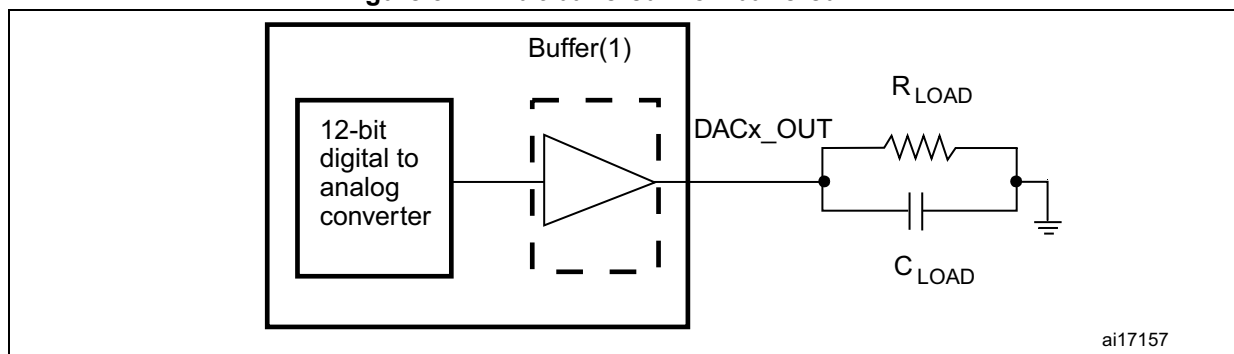 Buffer(1)
12-bit
digital to
analog
converter
DACx_OUT
R LOAD
C LOAD
ai17157